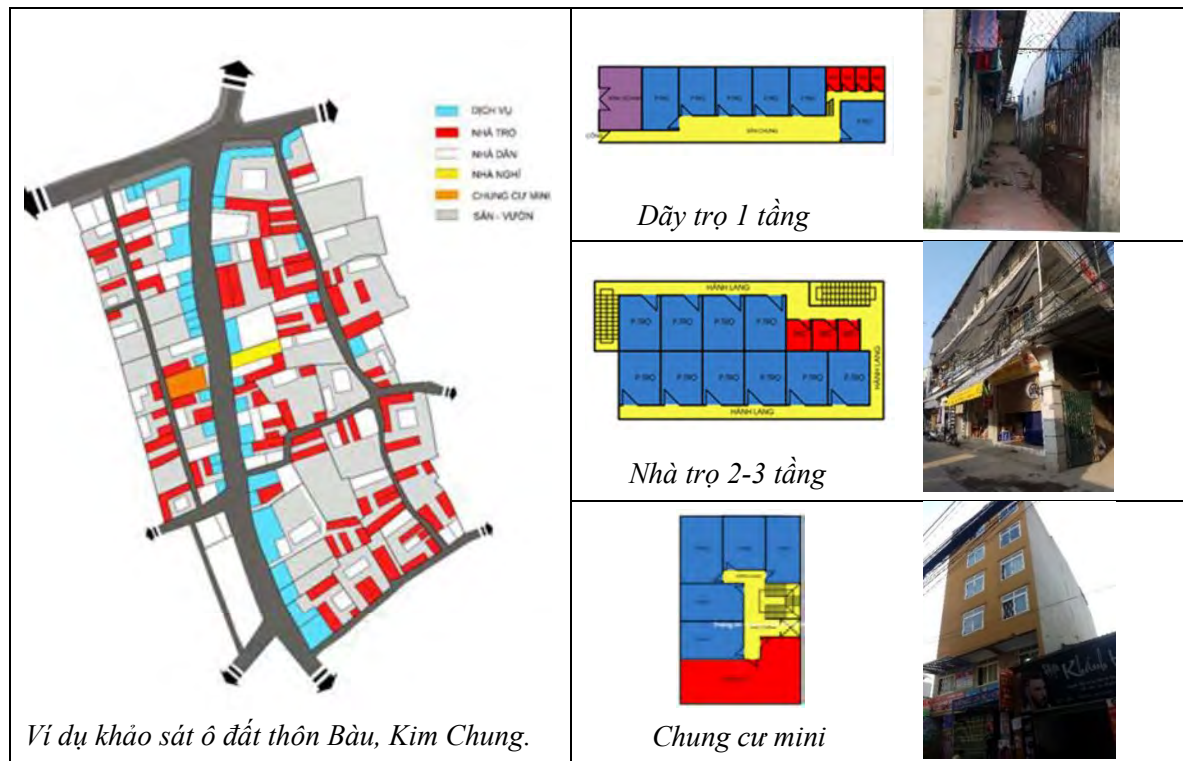 DỊCH VỤ
NHÀ TRỌ
NHÀ DÂN
NHÀ NGHỈ
CHUNG CƯ MINI
SÂN - VƯỜN
Ví dụ khảo sát ô đất thôn Bàu, Kim Chung.
P.TRỌ P.TRỌ P.TRỌ P.TRỌ P.TRỌ
P.TRỌ
CỔNG
SÂN CHUNG
Dãy trọ 1 tầng
HÀNH LANG
P.TRỌ P.TRỌ P.TRỌ P.TRỌ
HÀNH LANG
P.TRỌ P.TRỌ P.TRỌ P.TRỌ P.TRỌ P.TRỌ
HÀNH LANG
Nhà trọ 2-3 tầng
Chung cư mini
Khánh